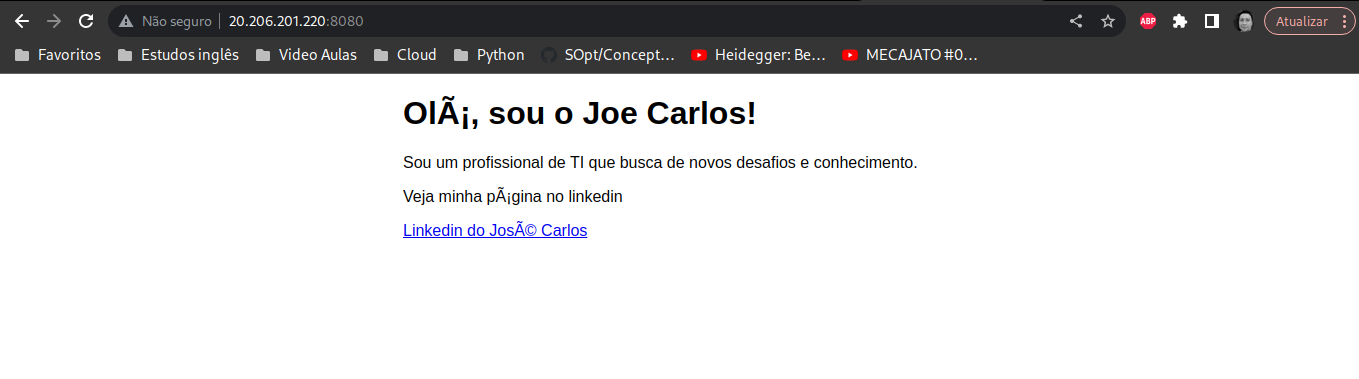 Não seguro 20.206.201.220:8080 ABP Atualizar
Favoritos Estudos inglês Video Aulas Cloud Python SOpt/Concept… Heidegger: Be… MECAJATO #0…
OlÃ¡, sou o Joe Carlos!
Sou um profissional de TI que busca de novos desafios e conhecimento.
Veja minha pÃ¡gina no linkedin
Linkedin do JosÃ© Carlos